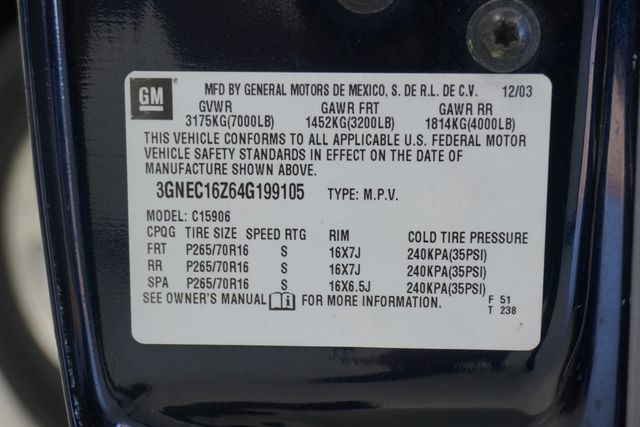 GM MFD BY GENERAL MOTORS DE MEXICO, S. DE R.L. DE C.V. 12/03
GVWR GAWR FRT GAWR RR
3175KG(7000LB) 1452KG(3200LB) 1814KG(4000LB)
THIS VEHICLE CONFORMS TO ALL APPLICABLE U.S. FEDERAL MOTOR
VEHICLE SAFETY STANDARDS IN EFFECT ON THE DATE OF
MANUFACTURE SHOWN ABOVE.
3GNEC16Z64G199105 TYPE: M.P.V.
MODEL: C15906
CPQG TIRE SIZE SPEED RTG RIM COLD TIRE PRESSURE
FRT P265/70R16 S 16X7J 240KPA(35PSI)
RR P265/70R16 S 16X7J 240KPA(35PSI)
SPA P265/70R16 S 16X6.5J 240KPA(35PSI)
SEE OWNER'S MANUAL FOR MORE INFORMATION. F 51
T 238